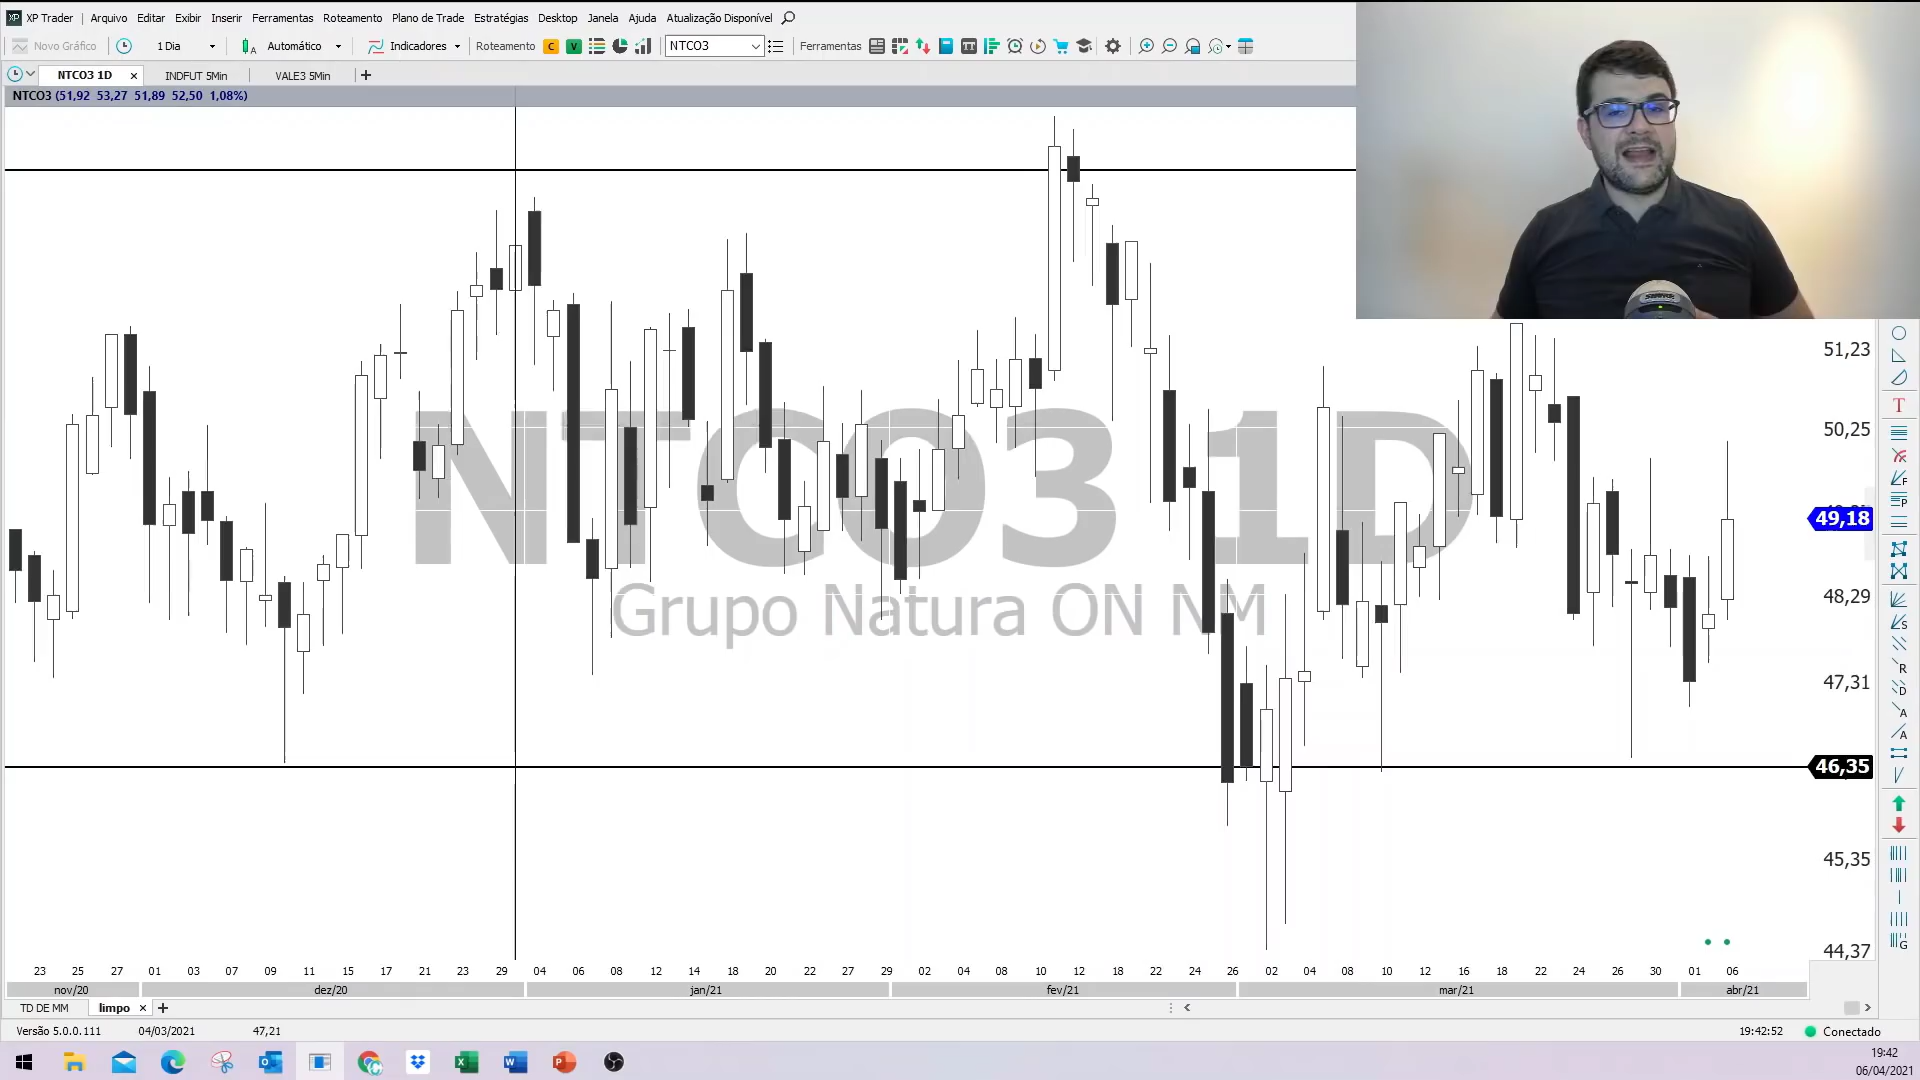 XP XP Trader Arquivo Editar Exibir Inserir Ferramentas Roteamento Plano de Trade Estratégias Desktop Janela Ajuda Atualização Disponível
Novo Gráfico 1 Dia Automático Indicadores Roteamento C V NTCO3 Ferramentas
NTCO3 1D INDFUT 5Min VALE3 5Min
NTCO3 (51,92 53,27 51,89 52,50 1,08%)
NTCO3 1D
Grupo Natura ON NM
51,23
50,25
49,18
48,29
47,31
46,35
45,35
44,37
23 25 27 01 03 07 09 11 15 17 21 23 29 04 06 08 12 14 18 20 22 27 29 02 04 08 10 12 18 22 24 26 02 04 08 10 12 16 18 22 24 26 30 01 06
nov/20 dez/20 jan/21 fev/21 mar/21 abr/21
TD DE MM limpo
Versão 5.0.0.111 04/03/2021 47,21 19:42:52 Conectado
19:42
06/04/2021